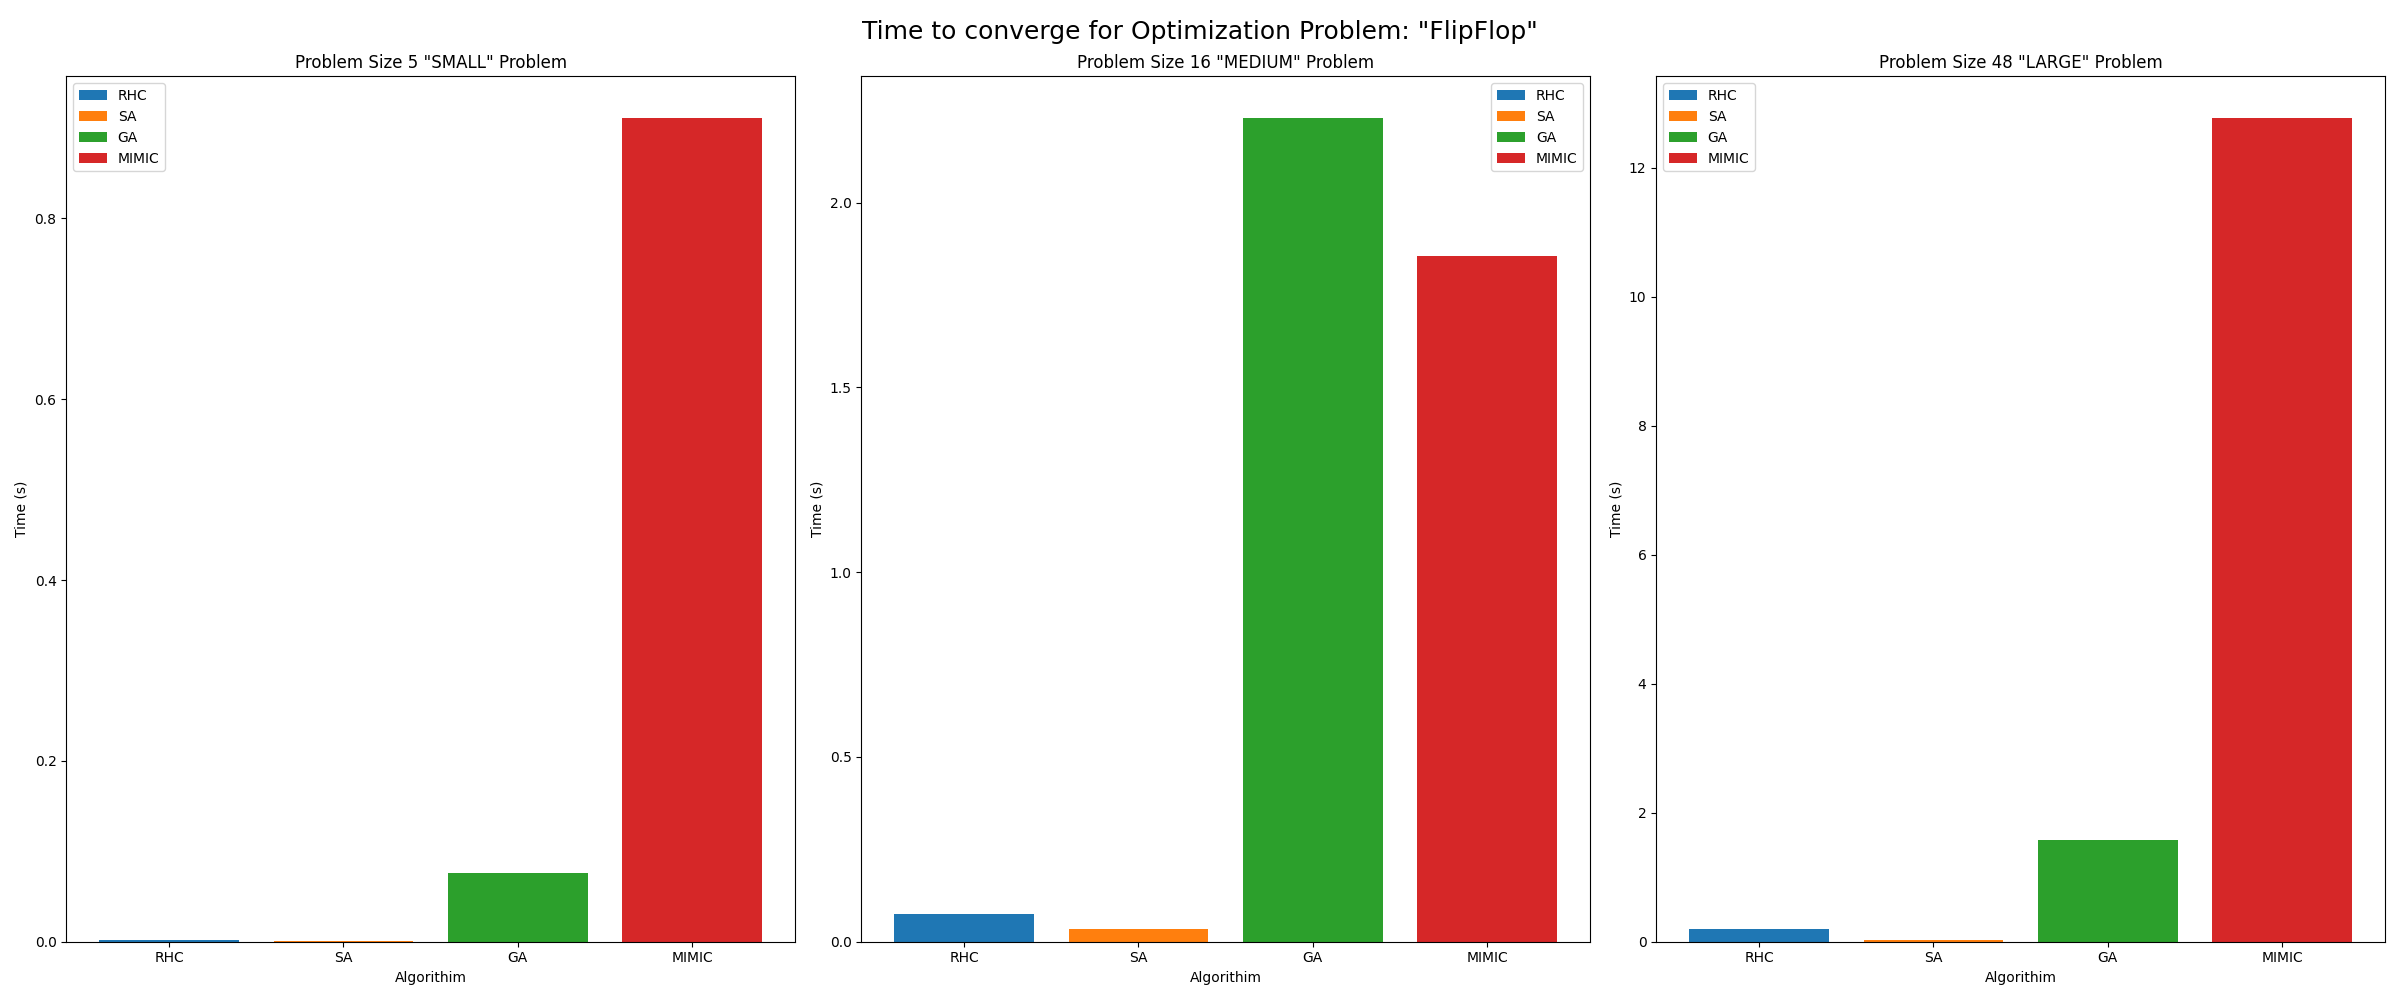 Time to converge for Optimization Problem: "FlipFlop"
Problem Size 5 "SMALL" Problem
RHC
SA
GA
MIMIC
0.8
0.6
0.4
0.2
0.0
Time (s)
RHC SA GA MIMIC
Algorithim
Problem Size 16 "MEDIUM" Problem
RHC
SA
GA
MIMIC
2.0
1.5
1.0
0.5
0.0
Time (s)
RHC SA GA MIMIC
Algorithim
Problem Size 48 "LARGE" Problem
RHC
SA
GA
MIMIC
12
10
8
6
4
2
0
Time (s)
RHC SA GA MIMIC
Algorithim